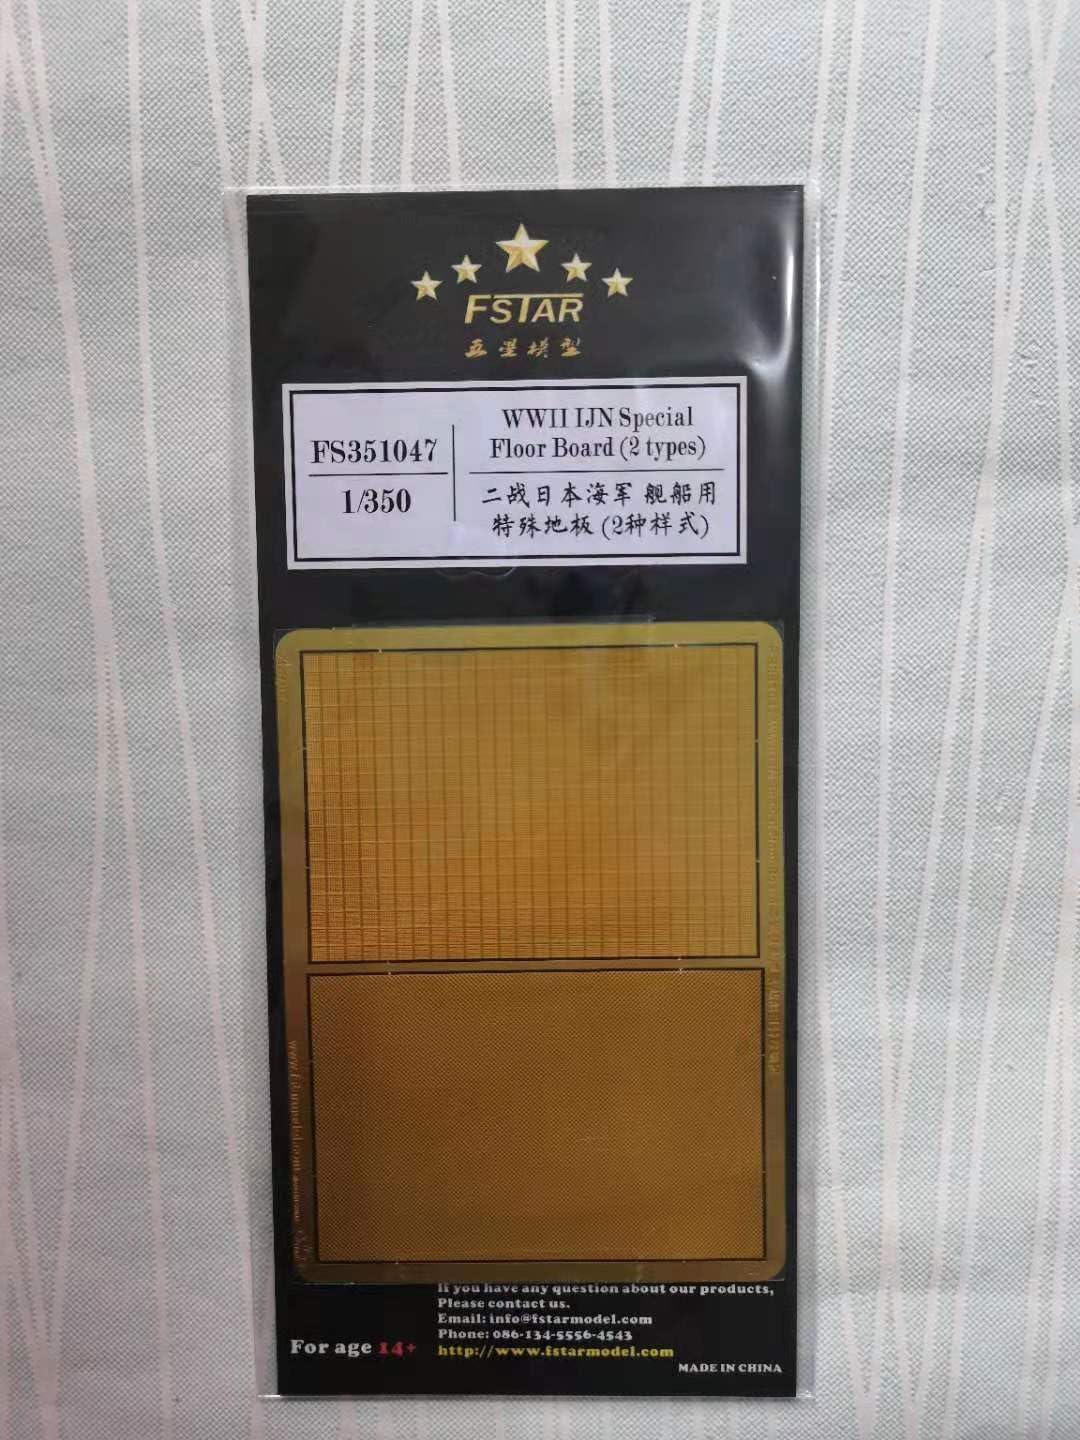 FSTAR
五星模型
FS351047
1/350
WWII IJN Special
Floor Board (2 types)
二战日本海军 舰船用
特殊地板 (2种样式)
If you have any question about our products,
Please contact us.
Email: info@fstarmodel.com
Phone: 086-134-5556-4543
http://www.fstarmodel.com
For age 14+
MADE IN CHINA